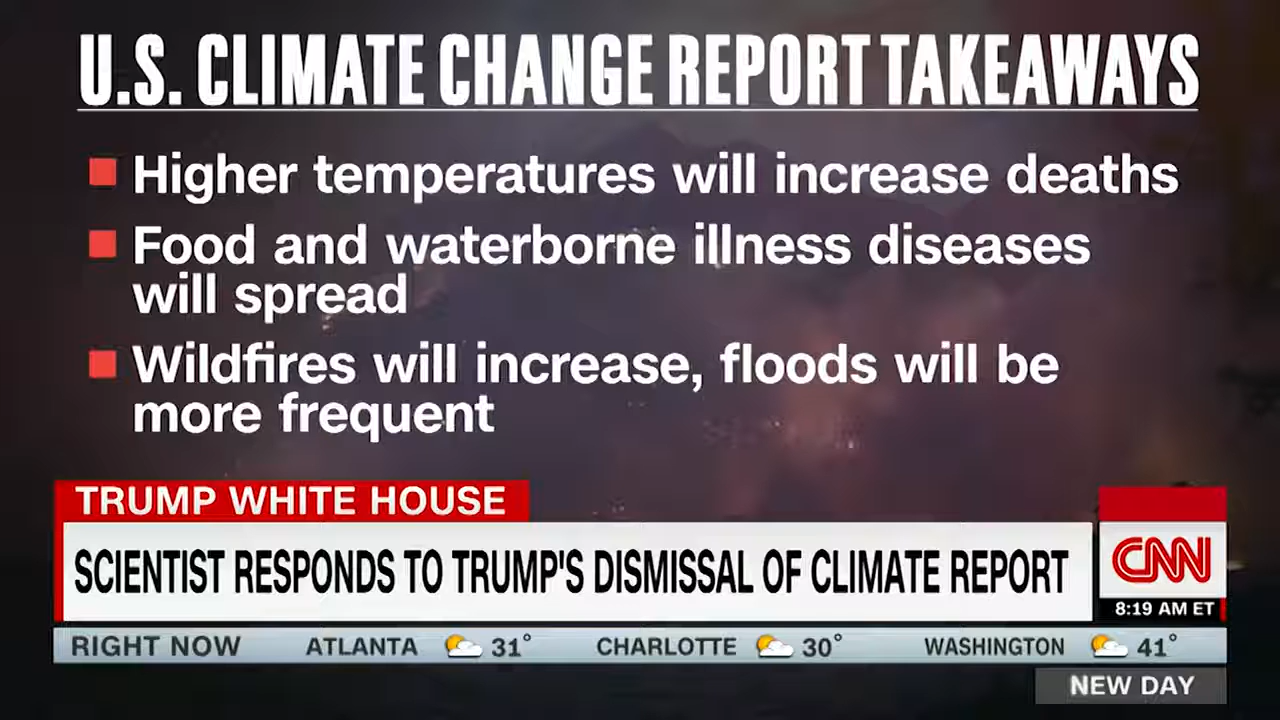 U.S. CLIMATE CHANGE REPORT TAKEAWAYS
Higher temperatures will increase deaths
Food and waterborne illness diseases
will spread
Wildfires will increase, floods will be
more frequent
TRUMP WHITE HOUSE
SCIENTIST RESPONDS TO TRUMP'S DISMISSAL OF CLIMATE REPORT
CNN
8:19 AM ET
RIGHT NOW ATLANTA 31° CHARLOTTE 30° WASHINGTON 41°
NEW DAY